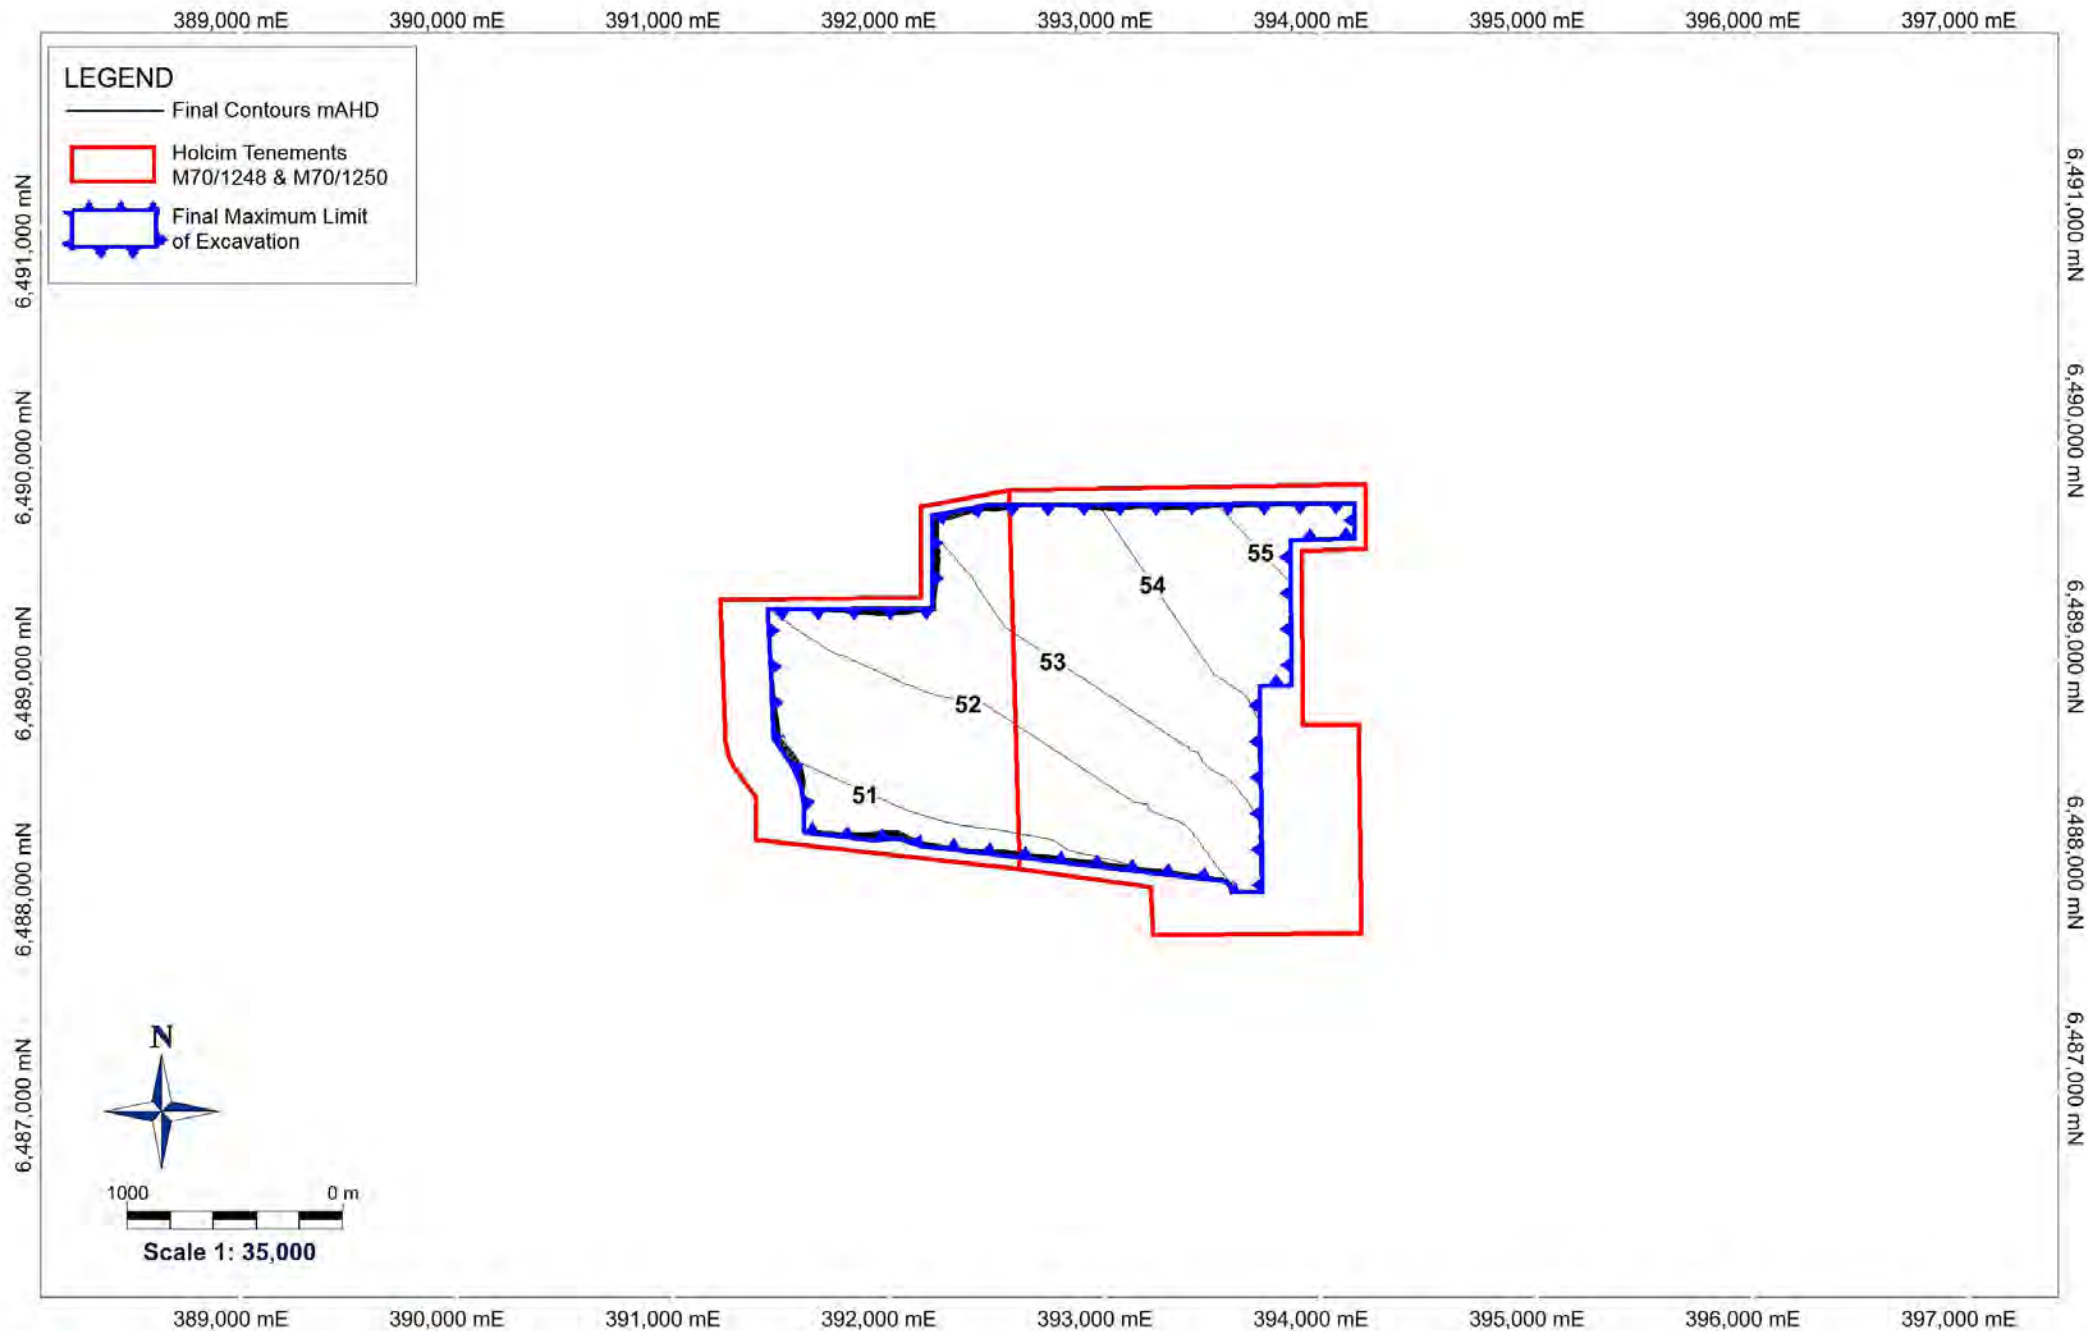 389,000 mE 390,000 mE 391,000 mE 392,000 mE 393,000 mE 394,000 mE 395,000 mE 396,000 mE 397,000 mE
LEGEND
Final Contours mAHD
Holcim Tenements
M70/1248 & M70/1250
Final Maximum Limit
of Excavation
6,491,000 mN
6,490,000 mN
6,489,000 mN
6,488,000 mN
6,487,000 mN
6,491,000 mN
6,490,000 mN
6,489,000 mN
6,488,000 mN
6,487,000 mN
55
54
53
52
51
N
1000 0 m
Scale 1: 35,000
389,000 mE 390,000 mE 391,000 mE 392,000 mE 393,000 mE 394,000 mE 395,000 mE 396,000 mE 397,000 mE